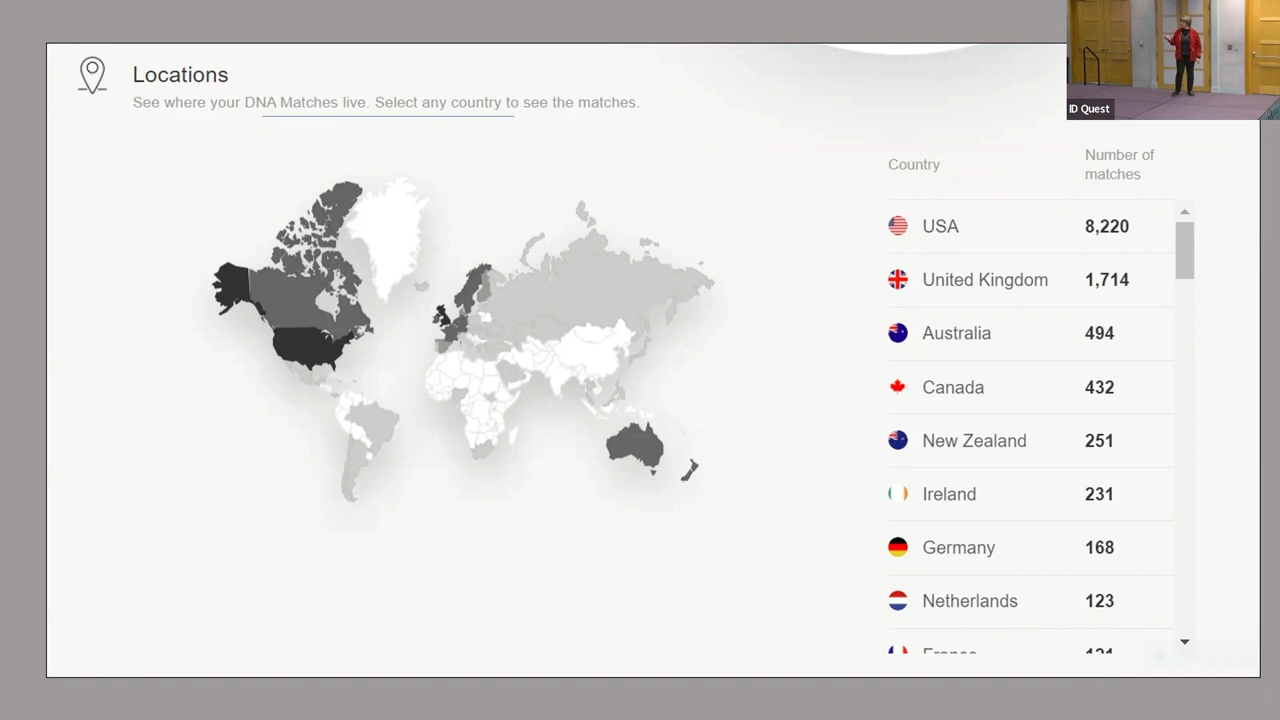 Locations
See where your DNA Matches live. Select any country to see the matches.
ID Quest
Country
Number of
matches
USA 8,220
United Kingdom 1,714
Australia 494
Canada 432
New Zealand 251
Ireland 231
Germany 168
Netherlands 123
France